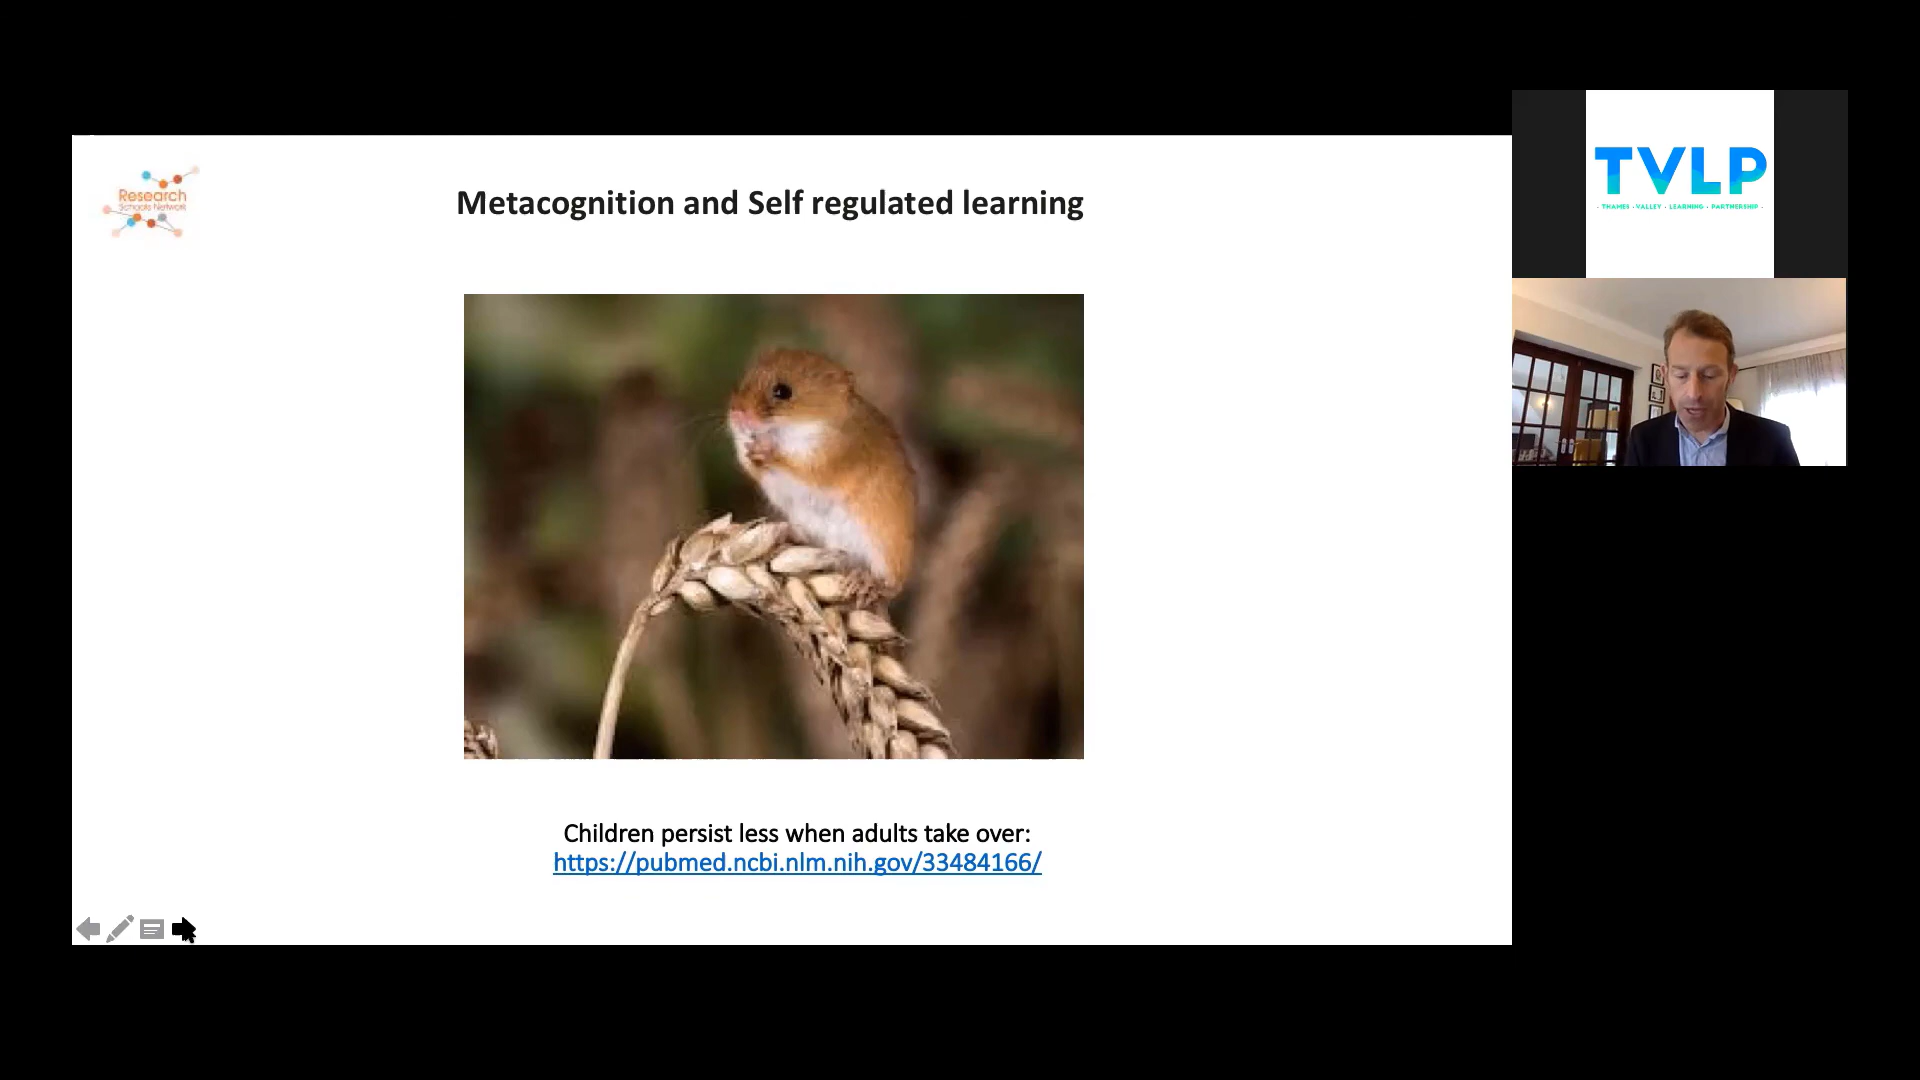 Research
Schools Network
Metacognition and Self regulated learning
TVLP
- THAMES - VALLEY - LEARNING - PARTNERSHIP -
Children persist less when adults take over:
https://pubmed.ncbi.nlm.nih.gov/33484166/